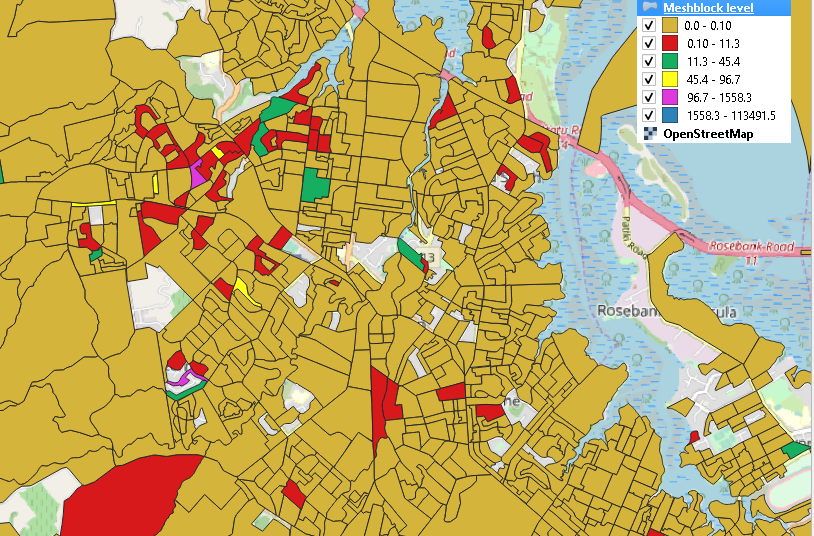 Meshblock level
0.0 - 0.10
0.10 - 11.3
11.3 - 45.4
45.4 - 96.7
96.7 - 1558.3
1558.3 - 113491.5
OpenStreetMap
Patiki Road
Rosebank Road
11
13